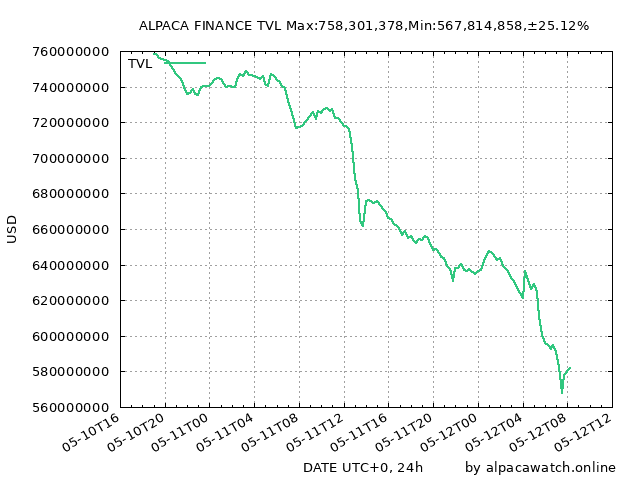 ALPACA FINANCE TVL Max:758,301,378,Min:567,814,858,±25.12%
TVL
760000000
740000000
720000000
700000000
680000000
660000000
640000000
620000000
600000000
580000000
560000000
USD
05-10T16
05-10T20
05-11T00
05-11T04
05-11T08
05-11T12
05-11T16
05-11T20
05-12T00
05-12T04
05-12T08
05-12T12
DATE UTC+0, 24h
by alpacawatch.online